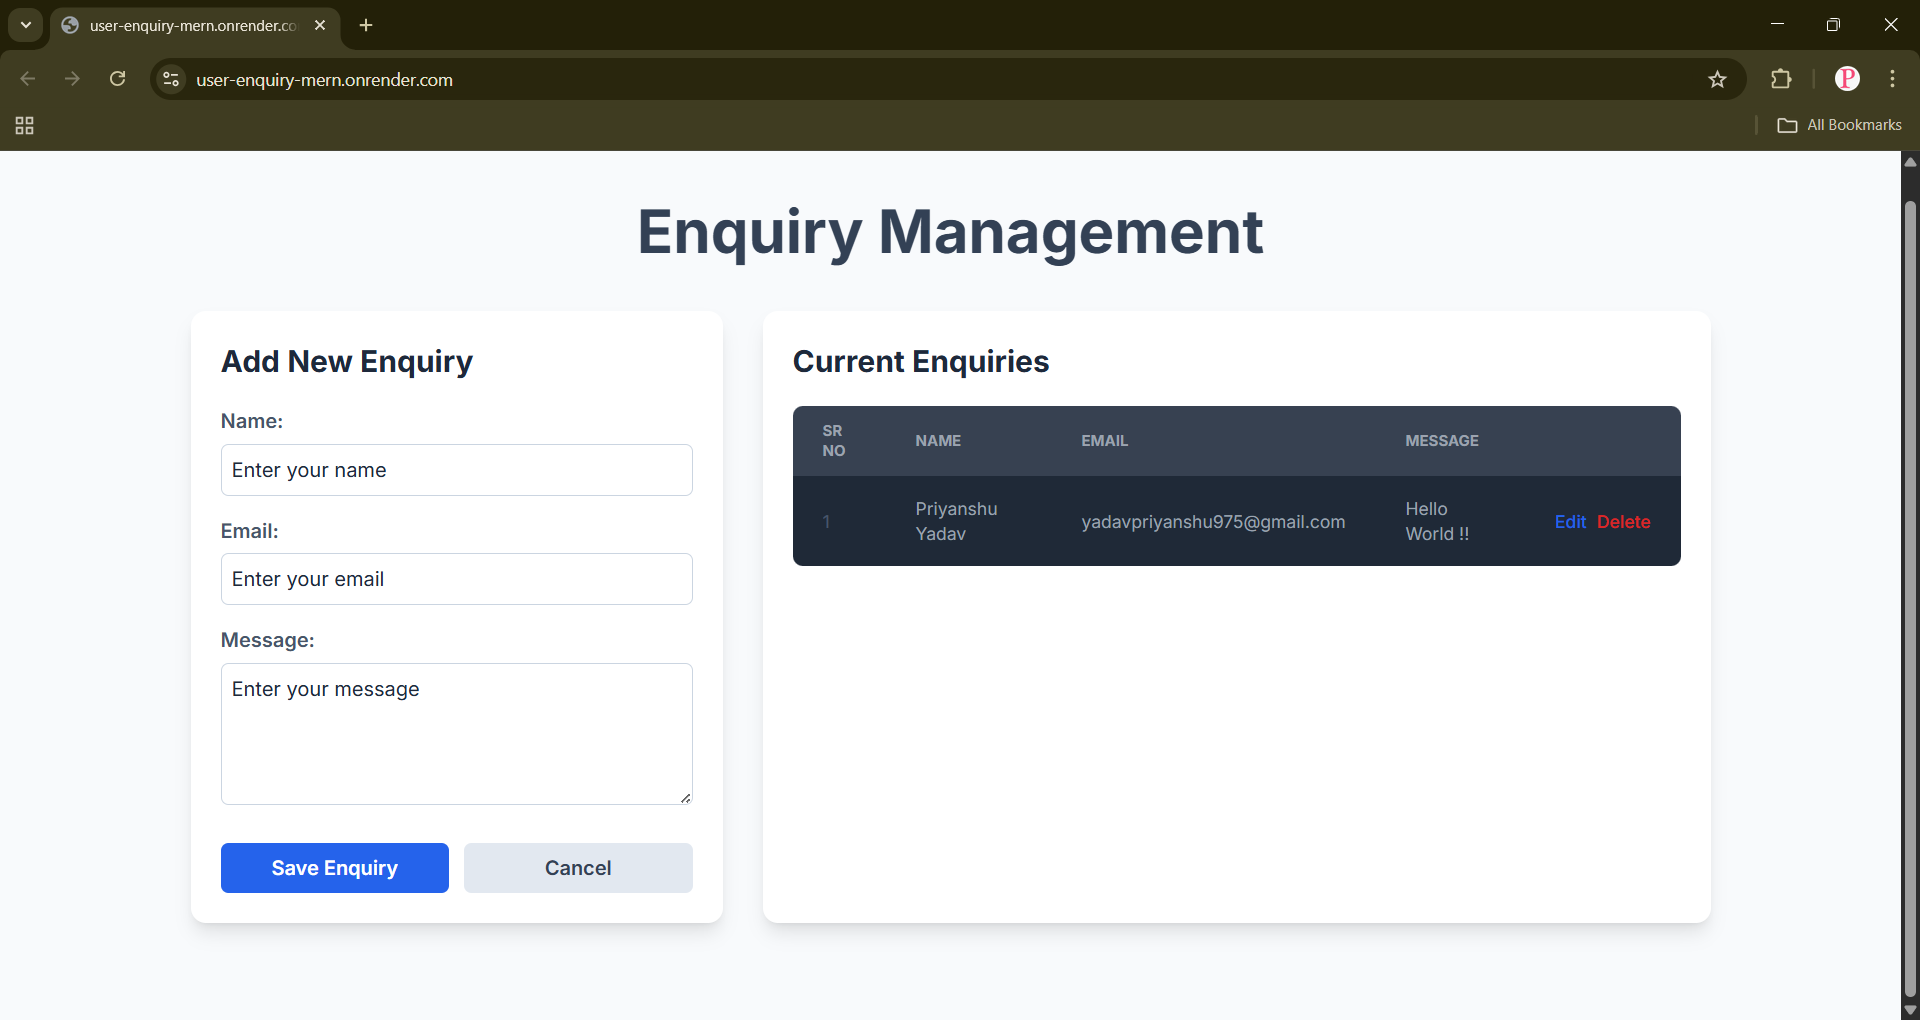 user-enquiry-mern.onrender.co
user-enquiry-mern.onrender.com
P
All Bookmarks
Enquiry Management
Add New Enquiry
Name:
Enter your name
Email:
Enter your email
Message:
Enter your message
Save Enquiry
Cancel
Current Enquiries
SR
NO
NAME
EMAIL
MESSAGE
1
Priyanshu
Yadav
yadavpriyanshu975@gmail.com
Hello
World !!
Edit
Delete